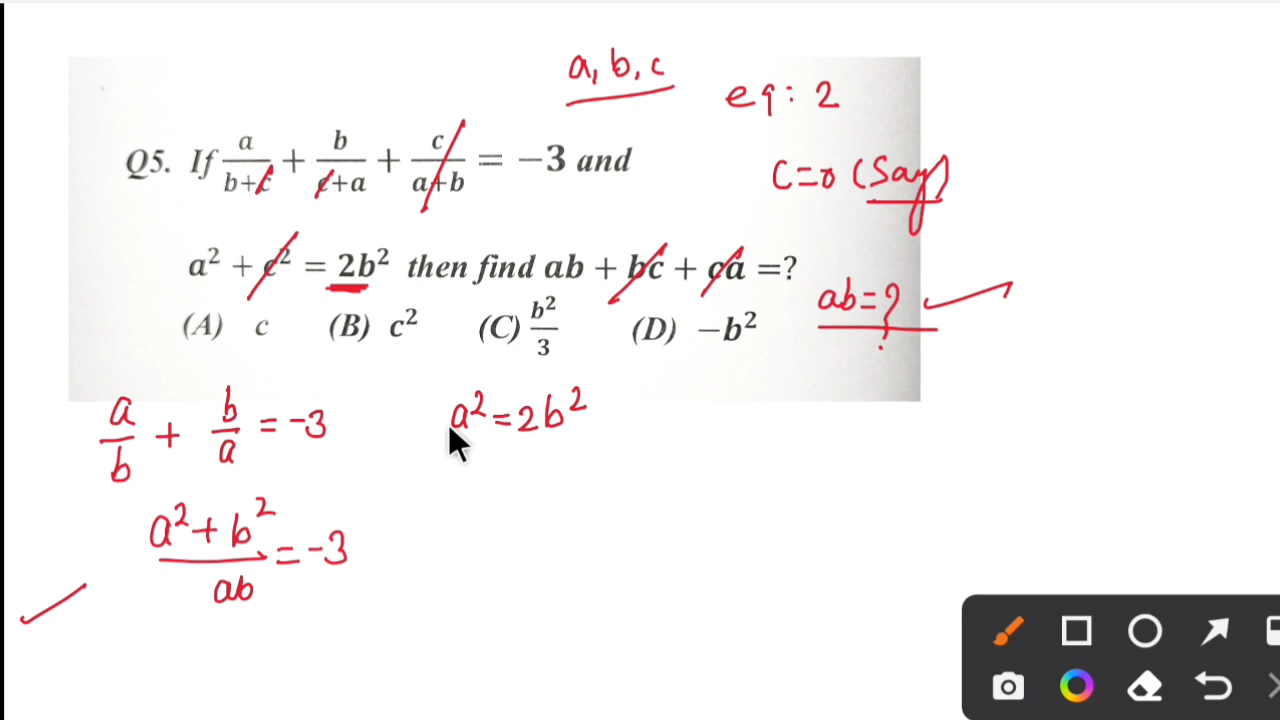 a, b, c
eq: 2
Q5. If a/(b+c) + b/(c+a) + c/(a+b) = −3 and
C=0 (Say)
a² + c² = 2b² then find ab + bc + ca =?
ab=?
(A) c (B) c² (C) b²/3 (D) −b²
a/b + b/a = -3
a²=2b²
(a²+b²)/ab = -3